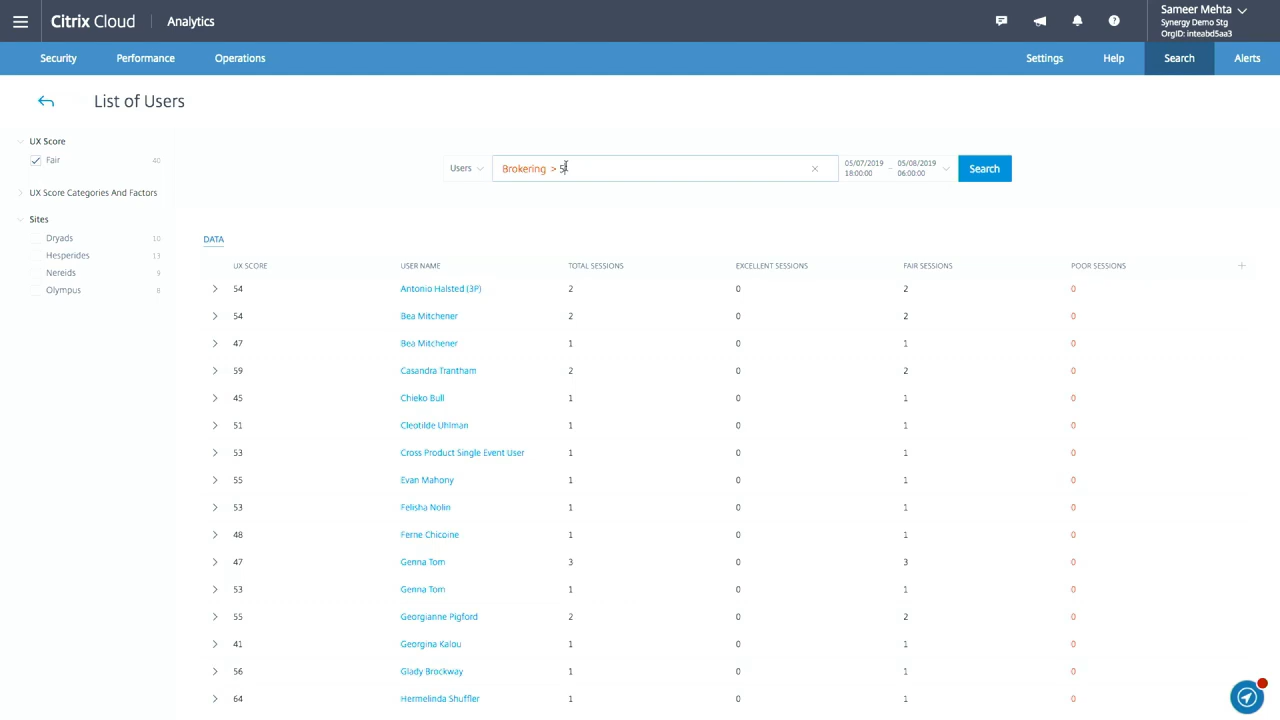 Citrix Cloud Analytics
Sameer Mehta
Synergy Demo Stg
OrgID: inteabd5aa3
Security Performance Operations Settings Help Search Alerts
List of Users
UX Score
Fair 40
UX Score Categories And Factors
Sites
Dryads 10
Hesperides 13
Nereids 9
Olympus 8
Users Brokering > 5 05/07/2019 18:00:00 – 05/08/2019 06:00:00 Search
DATA
UX SCORE USER NAME TOTAL SESSIONS EXCELLENT SESSIONS FAIR SESSIONS POOR SESSIONS
54 Antonio Halsted (3P) 2 0 2 0
54 Bea Mitchener 2 0 2 0
47 Bea Mitchener 1 0 1 0
59 Casandra Trantham 2 0 2 0
45 Chieko Bull 1 0 1 0
51 Cleotilde Uhlman 1 0 1 0
53 Cross Product Single Event User 1 0 1 0
55 Evan Mahony 1 0 1 0
53 Felisha Nolin 1 0 1 0
48 Ferne Chicoine 1 0 1 0
47 Genna Tom 3 0 3 0
53 Genna Tom 1 0 1 0
55 Georgianne Pigford 2 0 2 0
41 Georgina Kalou 1 0 1 0
56 Glady Brockway 1 0 1 0
64 Hermelinda Shuffler 1 0 1 0